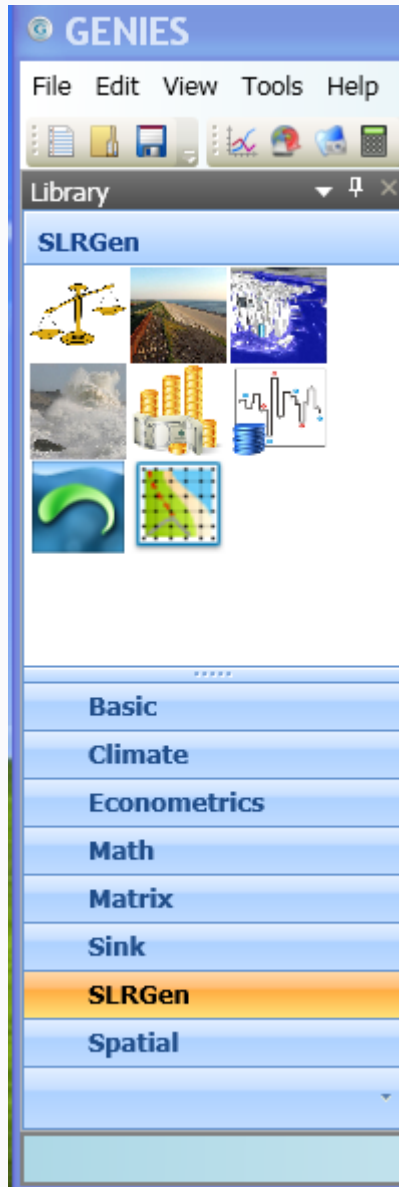 GENIES
File Edit View Tools Help
Library
SLRGen
Basic
Climate
Econometrics
Math
Matrix
Sink
SLRGen
Spatial